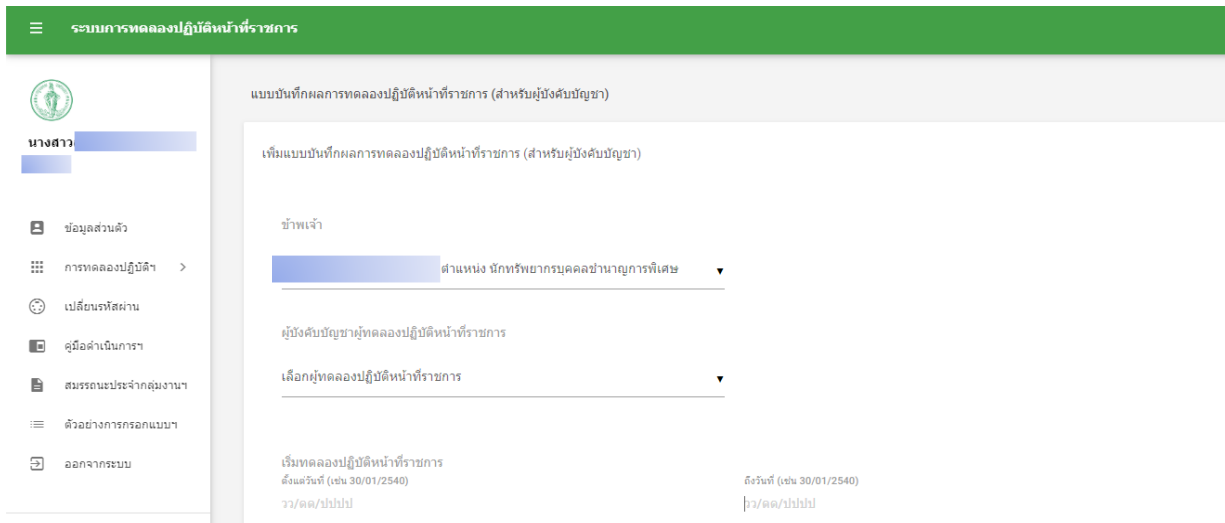 ระบบการทดลองปฏิบัติหน้าที่ราชการ
นางสาว
ข้อมูลส่วนตัว
การทดลองปฏิบัติฯ
เปลี่ยนรหัสผ่าน
คู่มือดำเนินการฯ
สมรรถนะประจำกลุ่มงานฯ
ตัวอย่างการกรอกแบบฯ
ออกจากระบบ
แบบบันทึกผลการทดลองปฏิบัติหน้าที่ราชการ (สำหรับผู้บังคับบัญชา)
เพิ่มแบบบันทึกผลการทดลองปฏิบัติหน้าที่ราชการ (สำหรับผู้บังคับบัญชา)
ข้าพเจ้า
ตำแหน่ง นักทรัพยากรบุคคลชำนาญการพิเศษ
ผู้บังคับบัญชาผู้ทดลองปฏิบัติหน้าที่ราชการ
เลือกผู้ทดลองปฏิบัติหน้าที่ราชการ
เริ่มทดลองปฏิบัติหน้าที่ราชการ
ตั้งแต่วันที่ (เช่น 30/01/2540) ถึงวันที่ (เช่น 30/01/2540)
วว/ดด/ปปปป วว/ดด/ปปปป